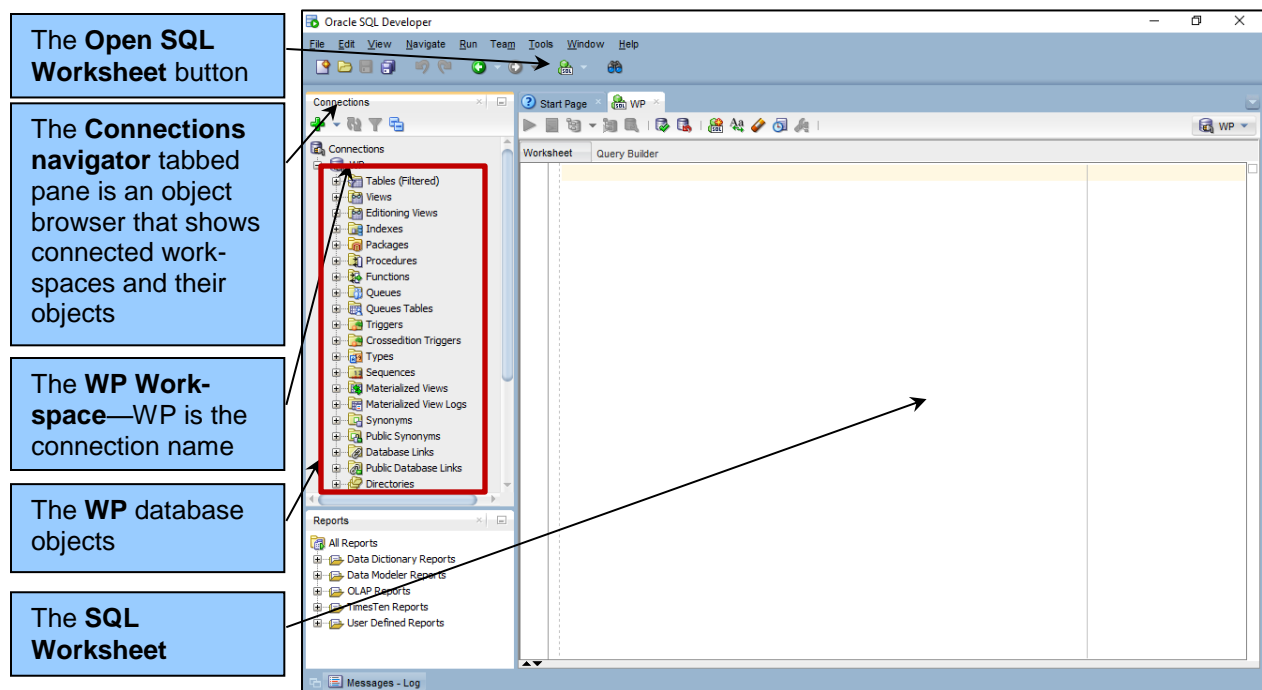 The Open SQL
Worksheet button
The Connections
navigator tabbed
pane is an object
browser that shows
connected work-
spaces and their
objects
The WP Work-
space—WP is the
connection name
The WP database
objects
The SQL
Worksheet
Oracle SQL Developer
File Edit View Navigate Run Team Tools Window Help
SQL
Connections
Start Page
WP
WP
Connections
WP
Worksheet Query Builder
Tables (Filtered)
Views
Editioning Views
Indexes
Packages
Procedures
Functions
Queues
Queues Tables
Triggers
Crossedition Triggers
Types
Sequences
Materialized Views
Materialized View Logs
Synonyms
Public Synonyms
Database Links
Public Database Links
Directories
Reports
All Reports
Data Dictionary Reports
Data Modeler Reports
OLAP Reports
TimesTen Reports
User Defined Reports
Messages - Log